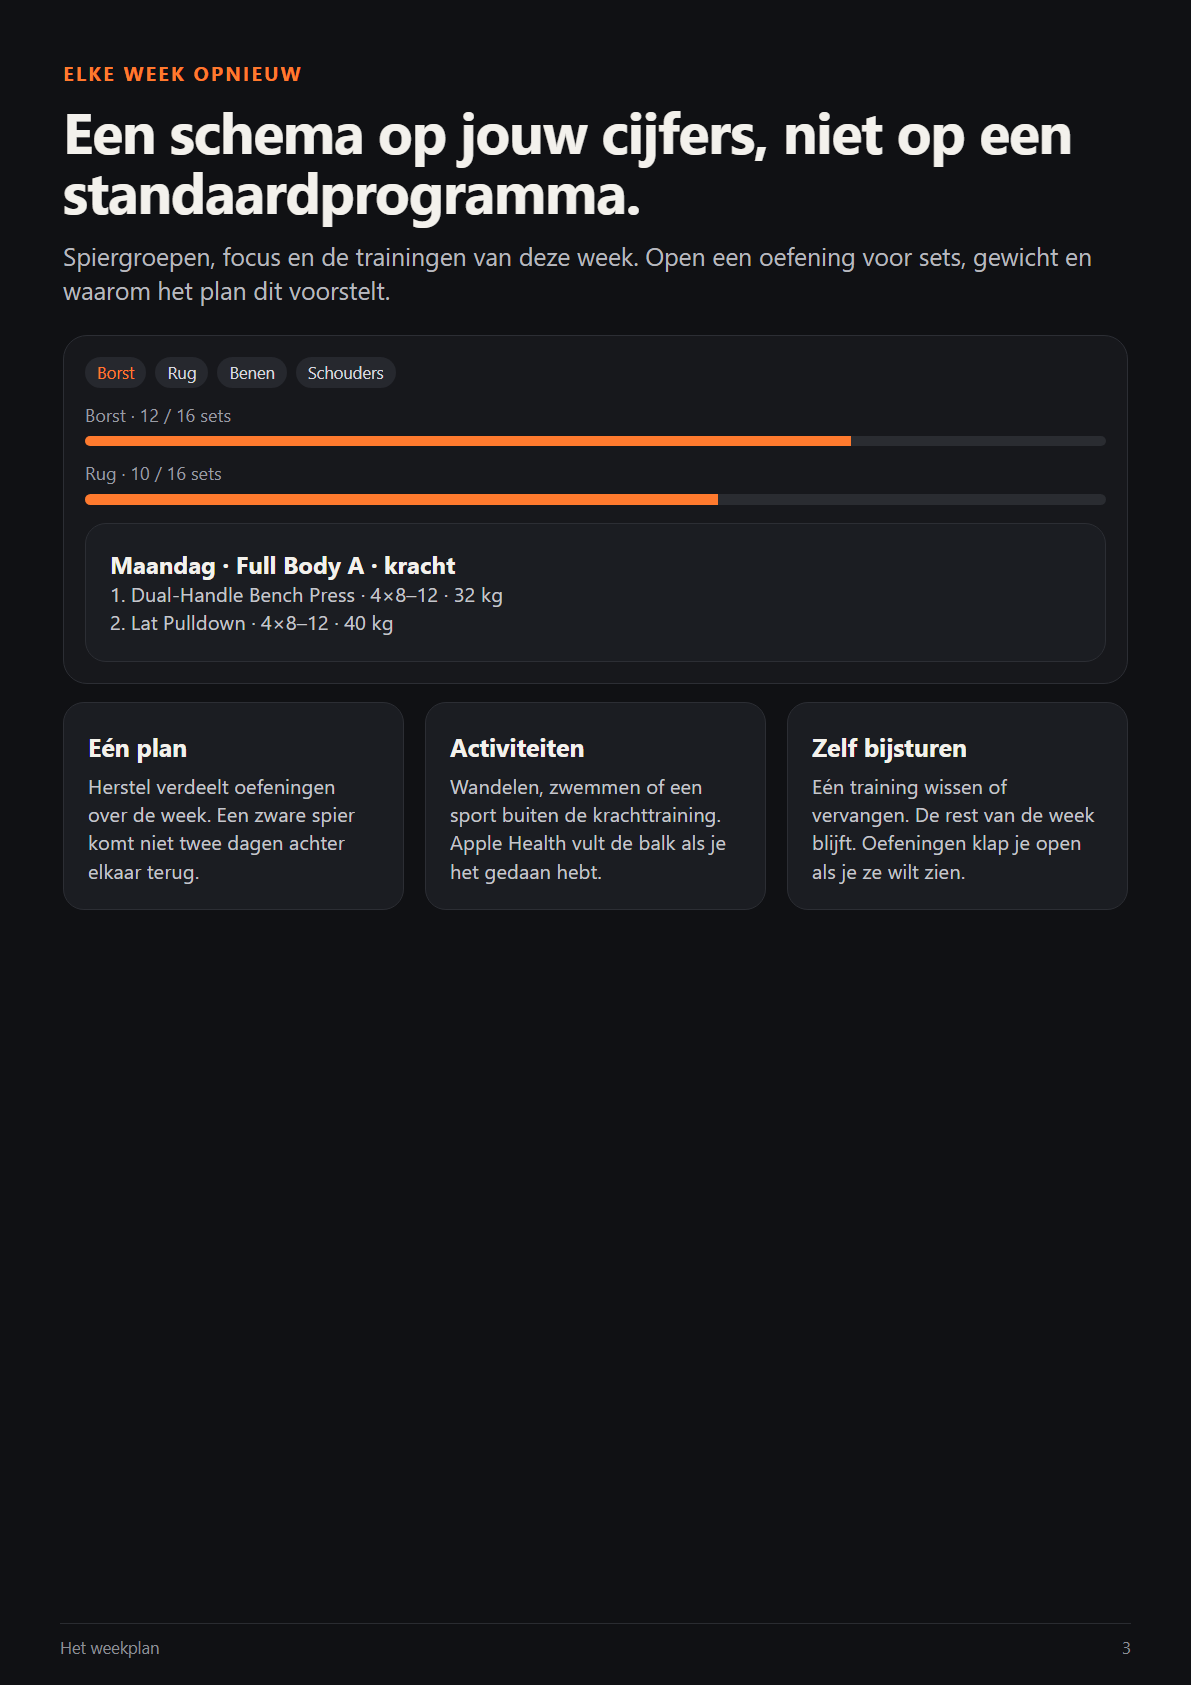 ELKE WEEK OPNIEUW
Een schema op jouw cijfers, niet op een
standaardprogramma.
Spiergroepen, focus en de trainingen van deze week. Open een oefening voor sets, gewicht en
waarom het plan dit voorstelt.
Borst Rug Benen Schouders
Borst · 12 / 16 sets
Rug · 10 / 16 sets
Maandag · Full Body A · kracht
1. Dual-Handle Bench Press · 4×8–12 · 32 kg
2. Lat Pulldown · 4×8–12 · 40 kg
Eén plan
Herstel verdeelt oefeningen
over de week. Een zware spier
komt niet twee dagen achter
elkaar terug.
Activiteiten
Wandelen, zwemmen of een
sport buiten de krachttraining.
Apple Health vult de balk als je
het gedaan hebt.
Zelf bijsturen
Eén training wissen of
vervangen. De rest van de week
blijft. Oefeningen klap je open
als je ze wilt zien.
Het weekplan 3